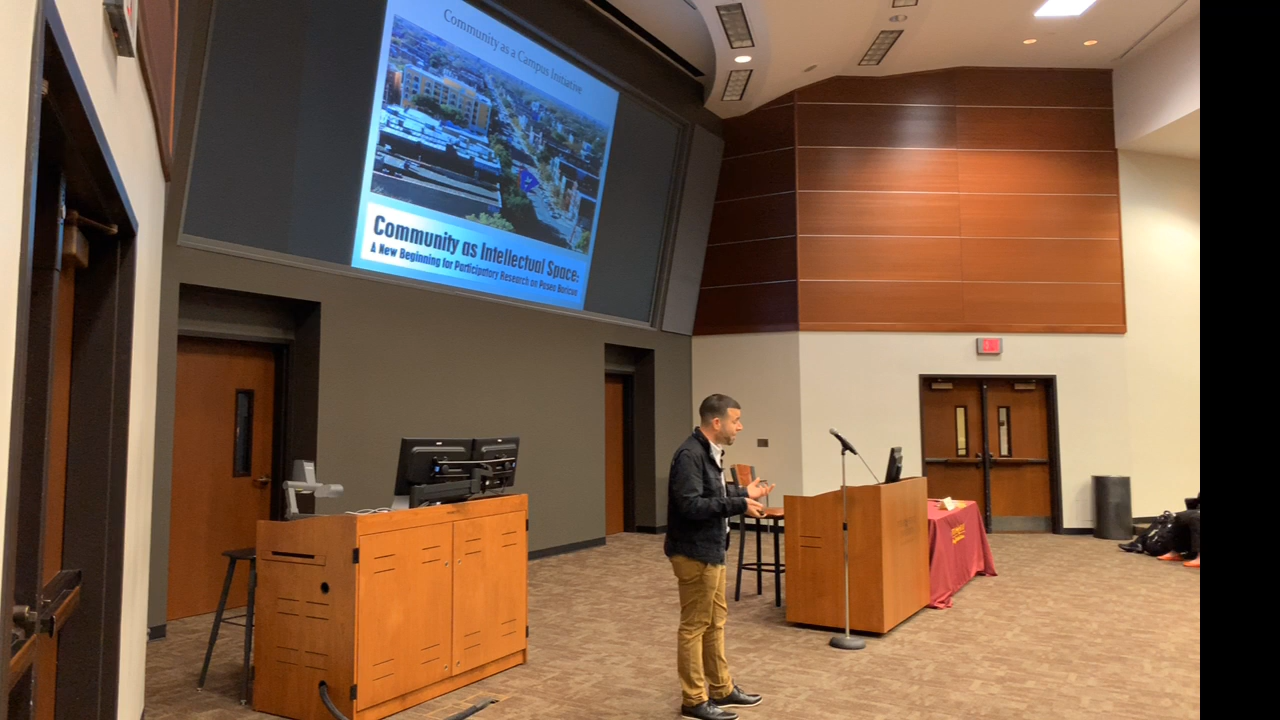 Community as a Campus Initiative
Community as Intellectual Space:
A New Beginning for Participatory Research on Paseo Boricua